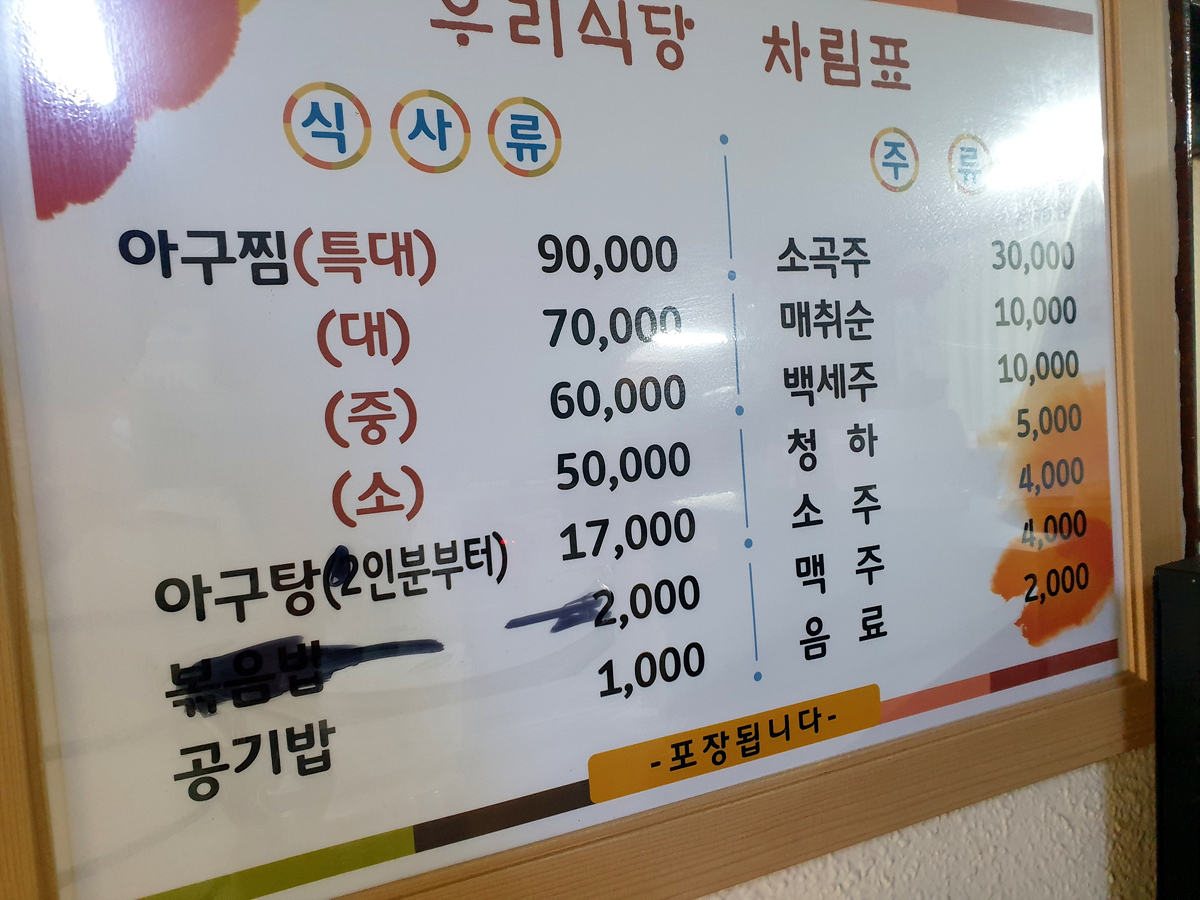 우리식당 차림표
식사류
아구찜(특대) 90,000
(대) 70,000
(중) 60,000
(소) 50,000
아구탕(2인분부터) 17,000
볶음밥 2,000
공기밥 1,000
주류
소곡주 30,000
매취순 10,000
백세주 10,000
청하 5,000
소주 4,000
맥주 4,000
음료 2,000
-포장됩니다-